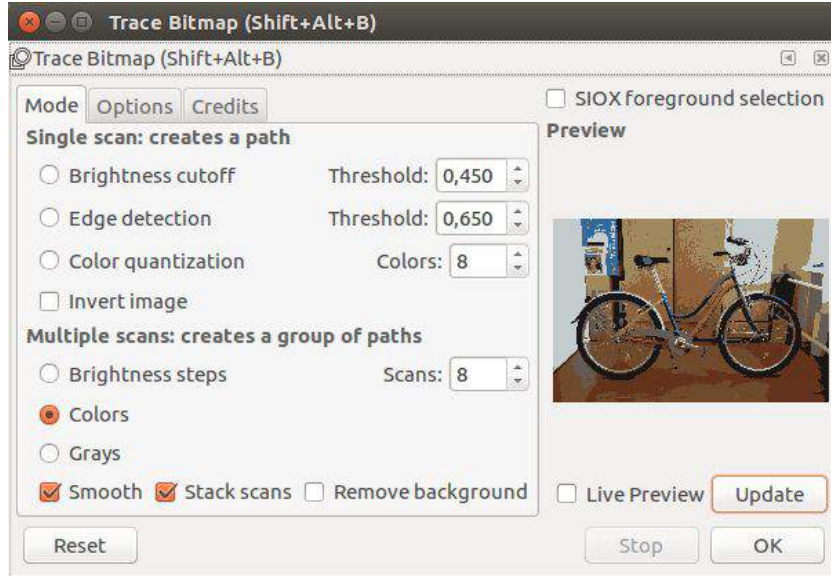 Trace Bitmap (Shift+Alt+B)
Trace Bitmap (Shift+Alt+B)
Mode Options Credits
SIOX foreground selection
Single scan: creates a path
Preview
Brightness cutoff Threshold: 0,450
Edge detection Threshold: 0,650
Color quantization Colors: 8
Invert image
Multiple scans: creates a group of paths
Brightness steps Scans: 8
Colors
Grays
Smooth Stack scans Remove background
Live Preview Update
Reset Stop OK